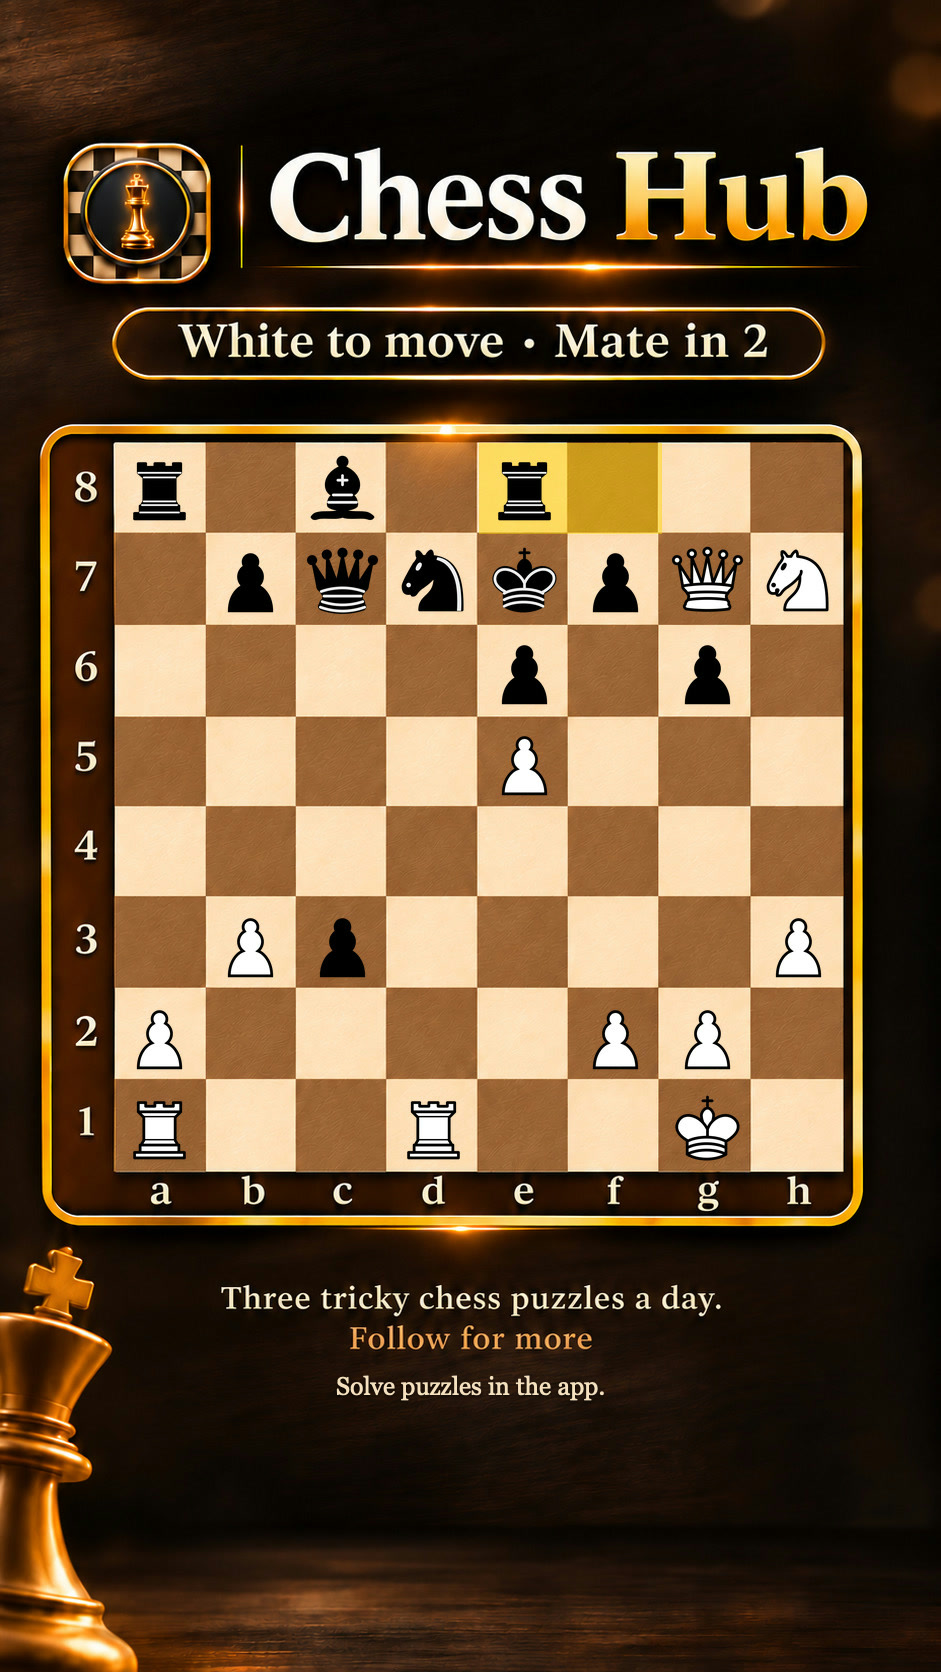 Chess Hub
White to move • Mate in 2
8
7
6
5
4
3
2
1
a b c d e f g h
Three tricky chess puzzles a day.
Follow for more
Solve puzzles in the app.